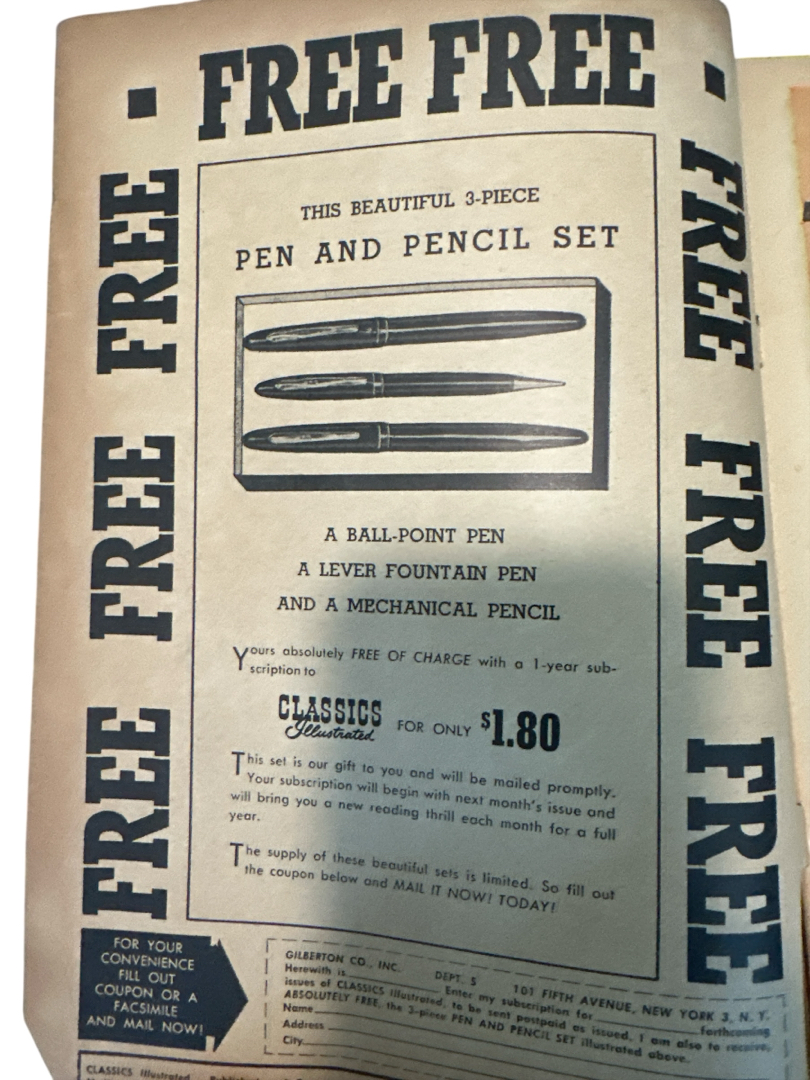 FREE FREE
FREE
FREE
FREE
FREE
FREE
FREE
THIS BEAUTIFUL 3-PIECE
PEN AND PENCIL SET
A BALL-POINT PEN
A LEVER FOUNTAIN PEN
AND A MECHANICAL PENCIL
Yours absolutely FREE OF CHARGE with a 1-year sub-
scription to
CLASSICS
Illustrated
FOR ONLY $1.80
This set is our gift to you and will be mailed promptly.
Your subscription will begin with next month's issue and
will bring you a new reading thrill each month for a full
year.
The supply of these beautiful sets is limited. So fill out
the coupon below and MAIL IT NOW! TODAY!
FOR YOUR
CONVENIENCE
FILL OUT
COUPON OR A
FACSIMILE
AND MAIL NOW!
GILBERTON CO., INC. DEPT. S 101 FIFTH AVENUE, NEW YORK 3, N. Y.
Herewith is Enter my subscription for forthcoming
issues of CLASSICS Illustrated, to be sent postpaid as issued. I am also to receive,
ABSOLUTELY FREE, the 3-piece PEN AND PENCIL SET illustrated above.
Name
Address
City
CLASSICS Illustrated